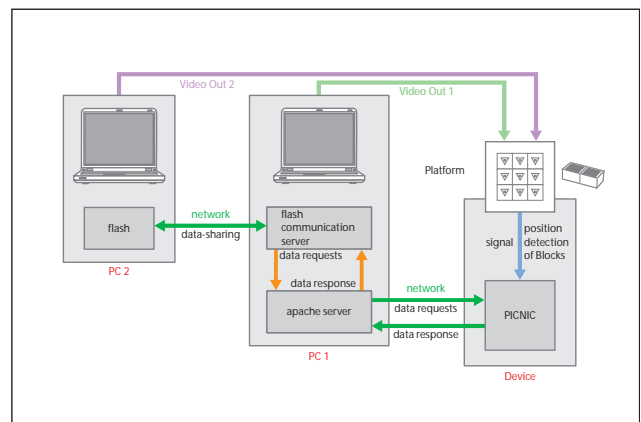 Video Out 2
Video Out 1
Platform
flash
network
data-sharing
flash
communication
server
signal
position
detection
of Blocks
PC 2
data requests
data response
apache server
network
data requests
data response
PICNIC
PC 1
Device